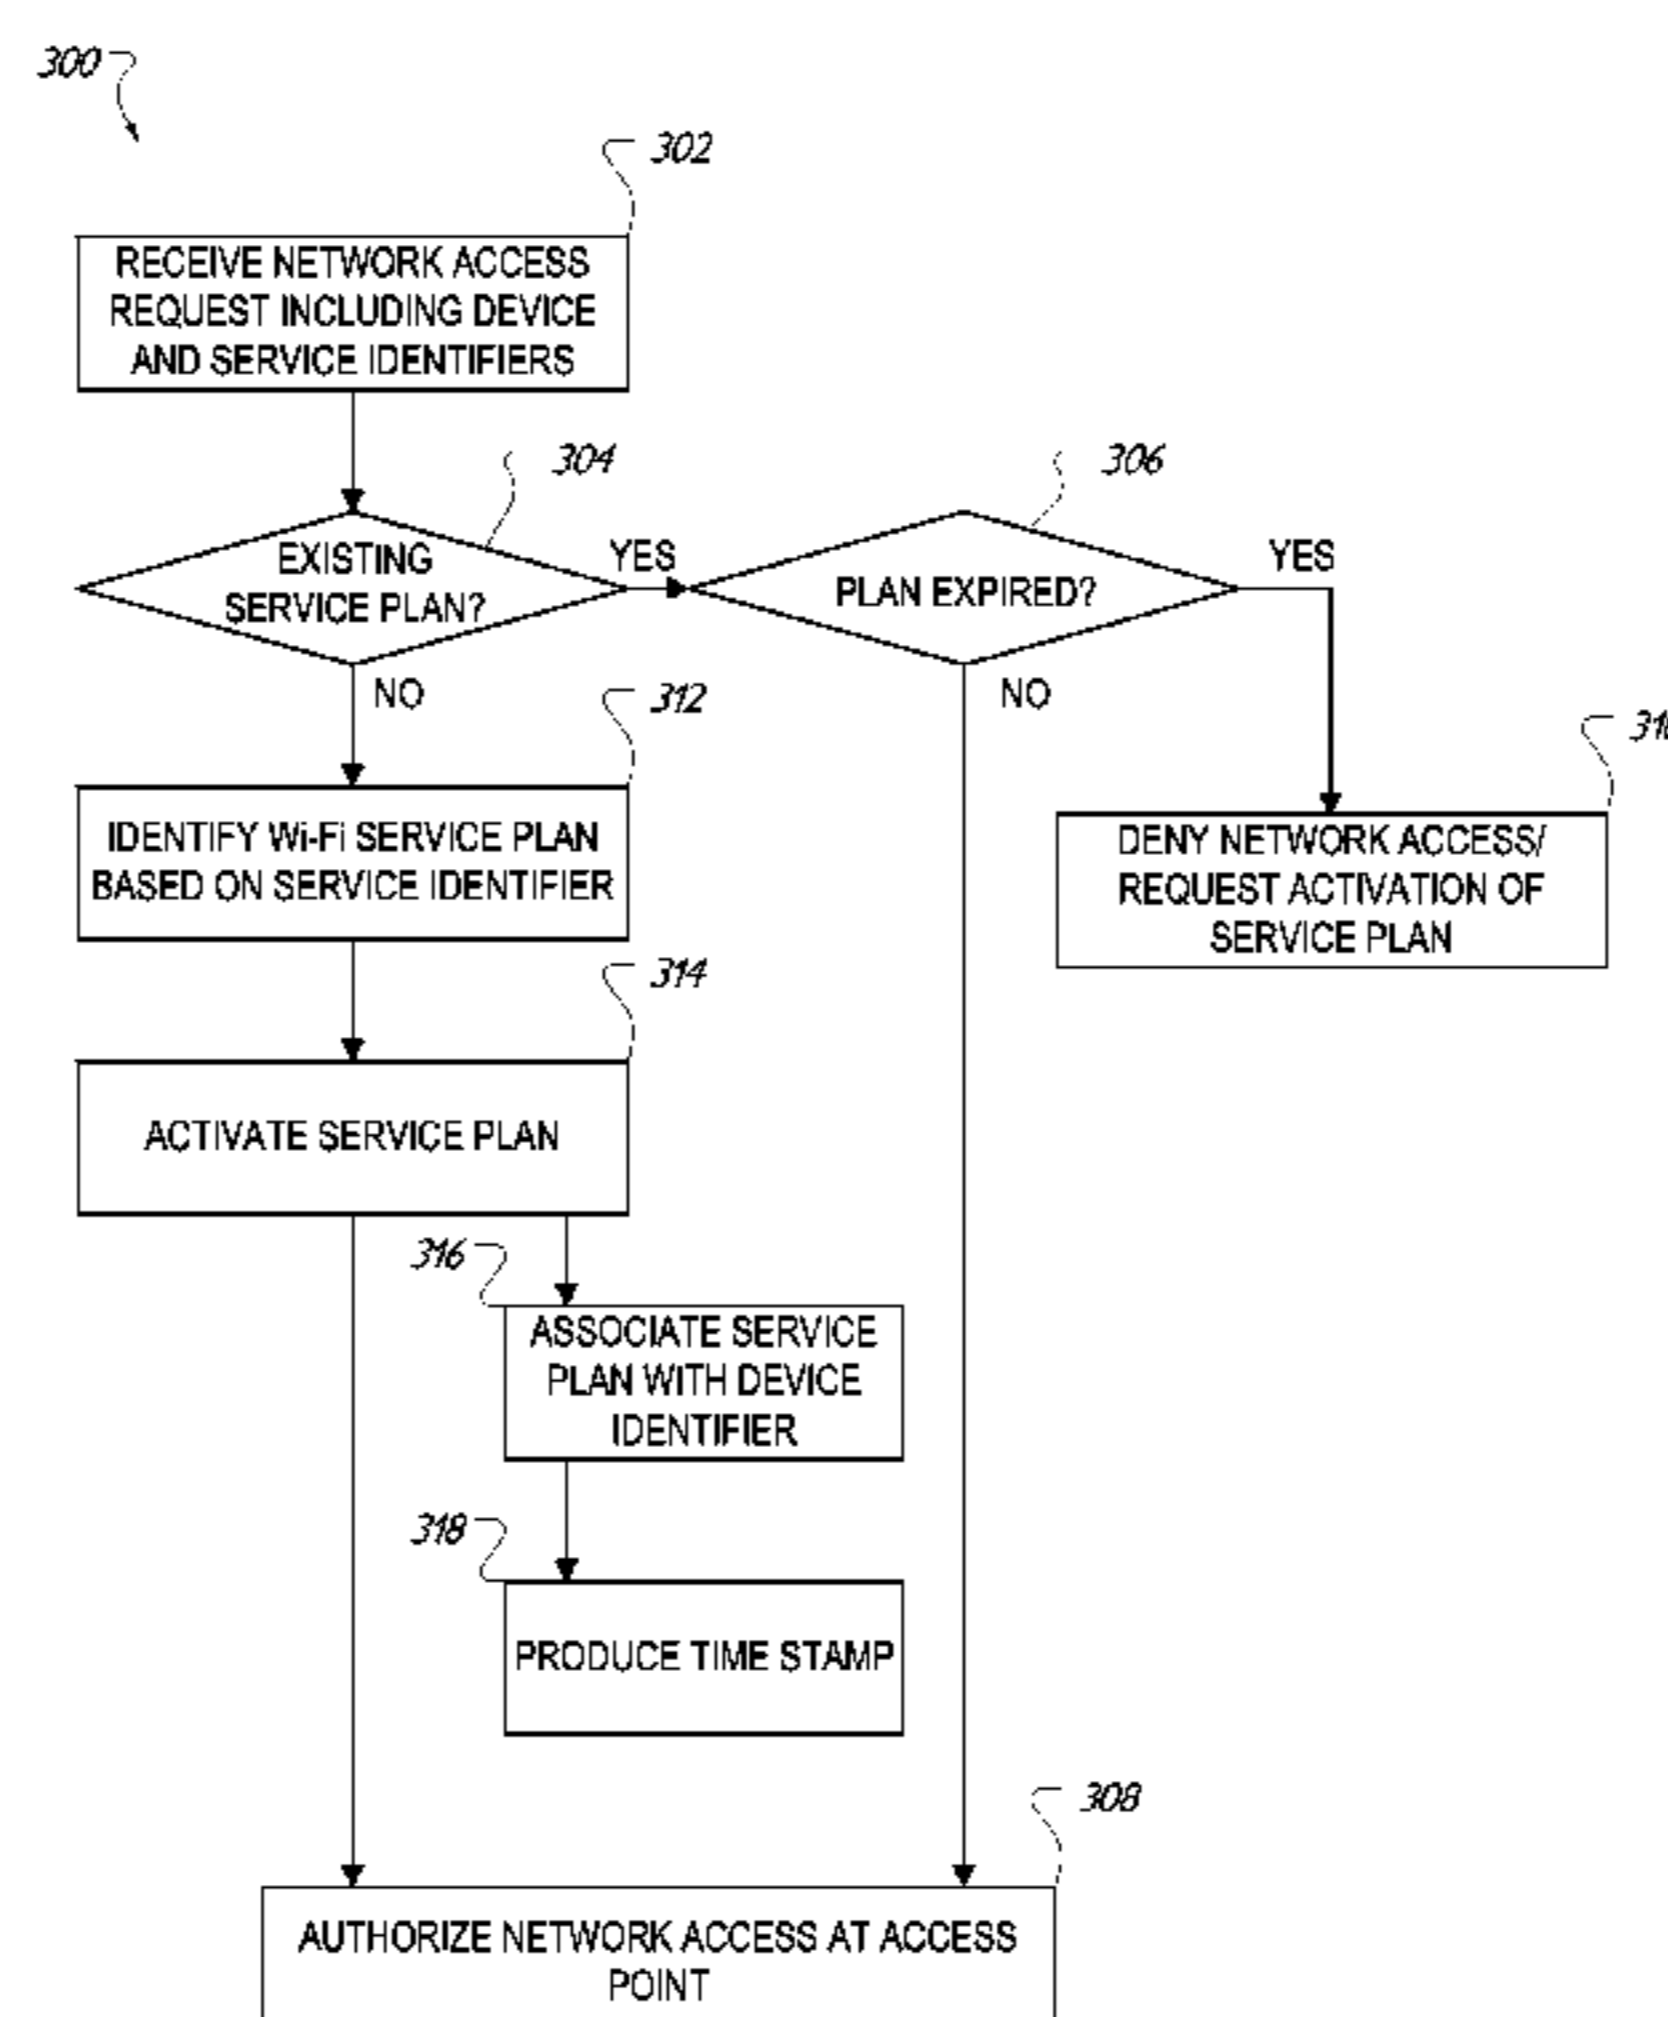 300
302
RECEIVE NETWORK ACCESS
REQUEST INCLUDING DEVICE
AND SERVICE IDENTIFIERS
304
306
EXISTING
SERVICE PLAN?
YES
PLAN EXPIRED?
YES
NO
NO
312
IDENTIFY Wi-Fi SERVICE PLAN
BASED ON SERVICE IDENTIFIER
DENY NETWORK ACCESS/
REQUEST ACTIVATION OF
SERVICE PLAN
314
ACTIVATE SERVICE PLAN
316
ASSOCIATE SERVICE
PLAN WITH DEVICE
IDENTIFIER
318
PRODUCE TIME STAMP
308
AUTHORIZE NETWORK ACCESS AT ACCESS
POINT